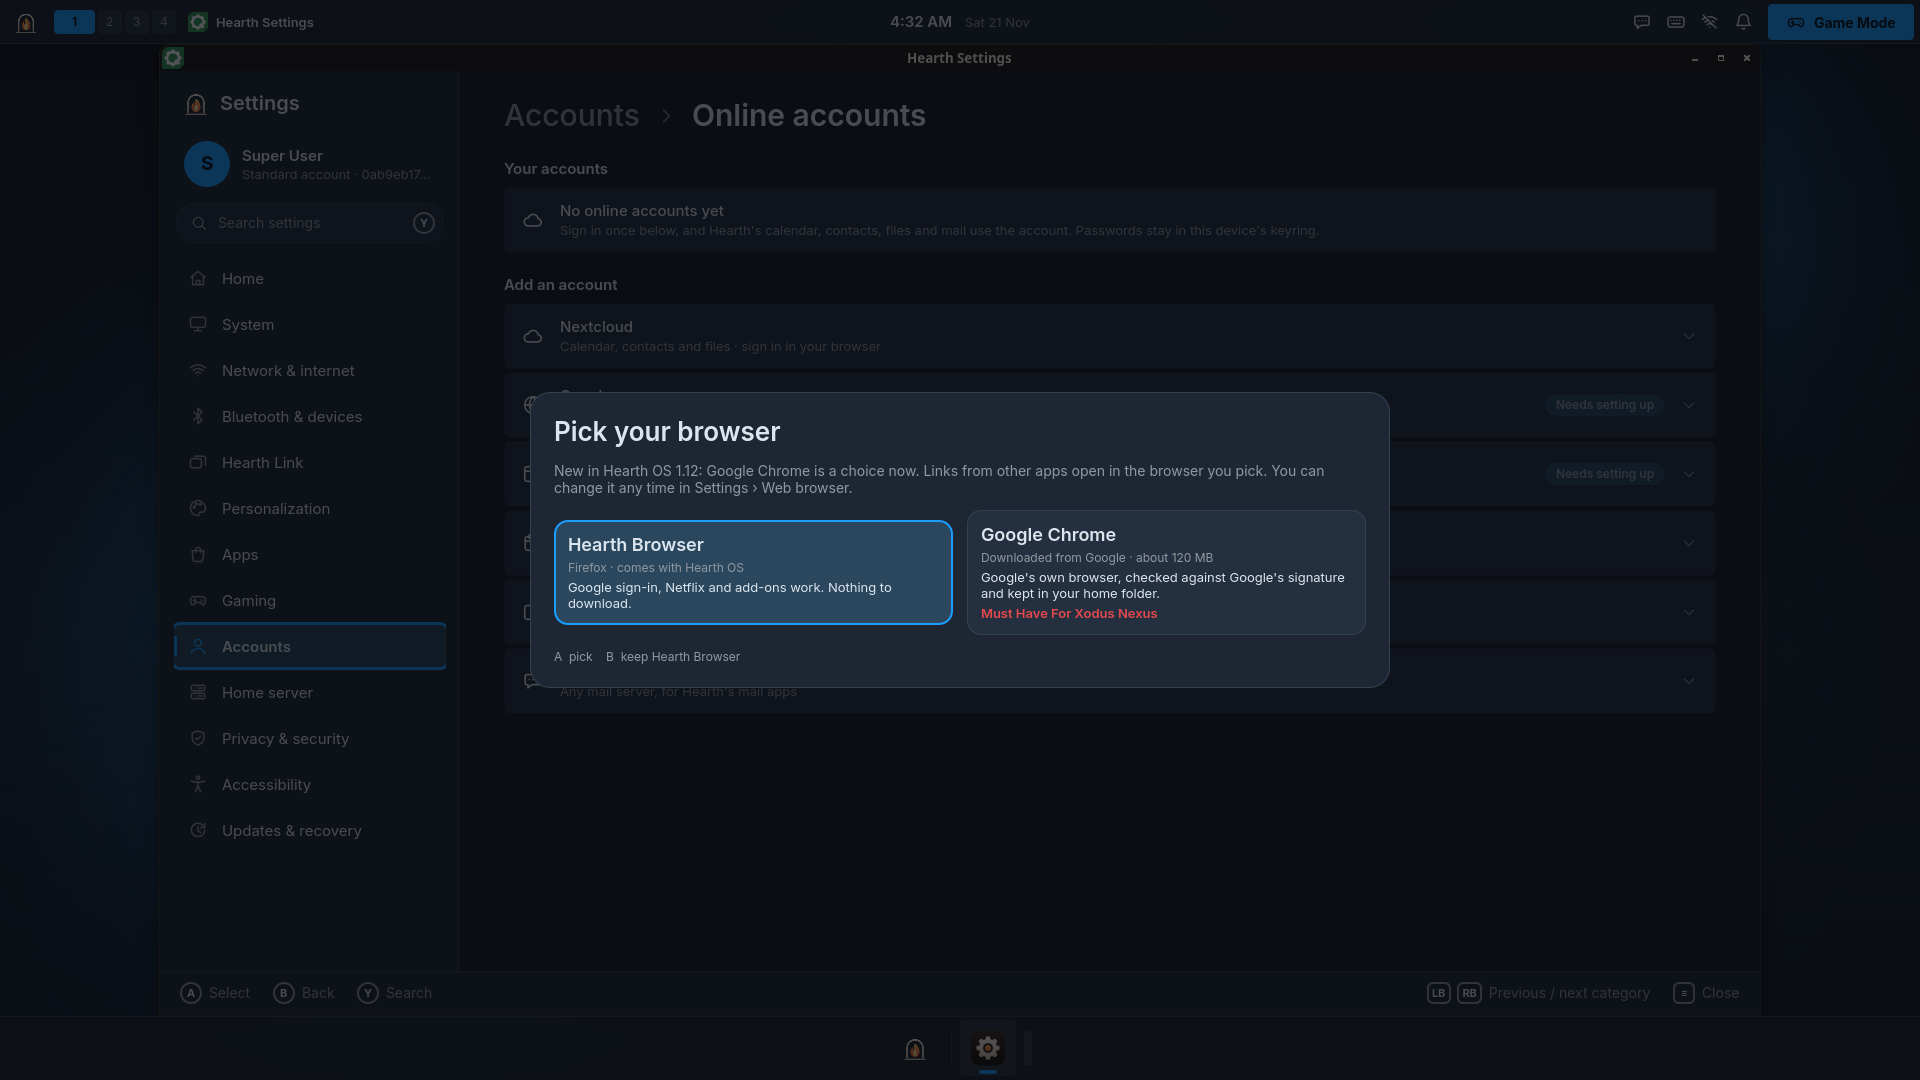 1 2 3 4 Hearth Settings
4:32 AM Sat 21 Nov
Game Mode
Hearth Settings
Settings
S
Super User
Standard account · 0ab9eb17...
Search settings Y
Home
System
Network & internet
Bluetooth & devices
Hearth Link
Personalization
Apps
Gaming
Accounts
Home server
Privacy & security
Accessibility
Updates & recovery
Accounts › Online accounts
Your accounts
No online accounts yet
Sign in once below, and Hearth's calendar, contacts, files and mail use the account. Passwords stay in this device's keyring.
Add an account
Nextcloud
Calendar, contacts and files · sign in in your browser
Needs setting up
Needs setting up
Pick your browser
New in Hearth OS 1.12: Google Chrome is a choice now. Links from other apps open in the browser you pick. You can
change it any time in Settings › Web browser.
Hearth Browser
Firefox · comes with Hearth OS
Google sign-in, Netflix and add-ons work. Nothing to
download.
Google Chrome
Downloaded from Google · about 120 MB
Google's own browser, checked against Google's signature
and kept in your home folder.
Must Have For Xodus Nexus
A pick B keep Hearth Browser
Any mail server, for Hearth's mail apps
A Select B Back Y Search
LB RB Previous / next category ≡ Close